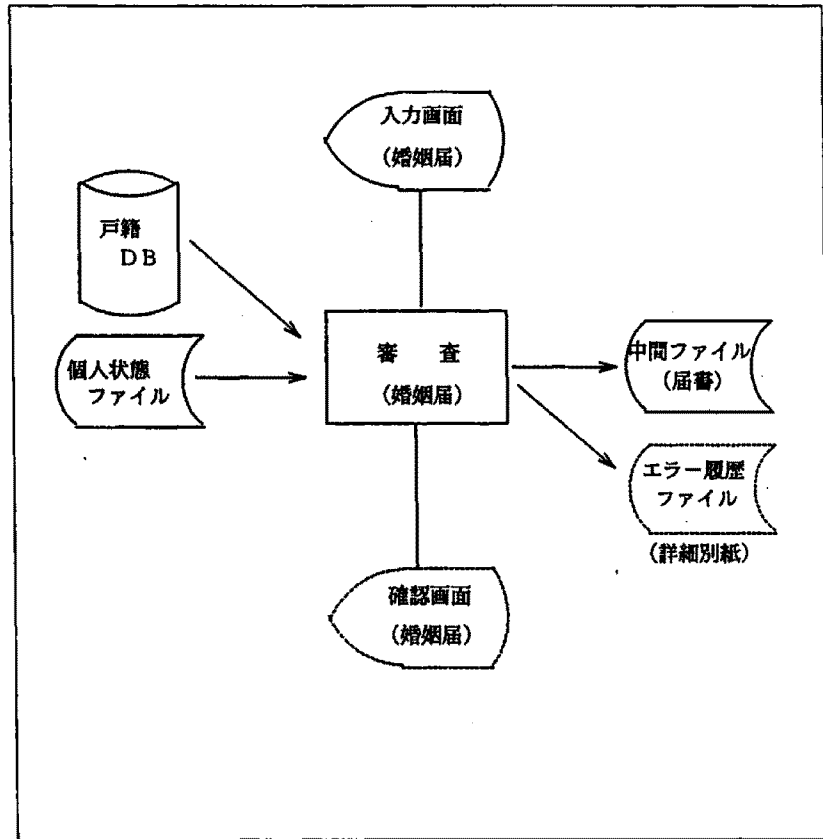 入力画面
(婚姻届)
戸籍
DB
個人状態
ファイル
審 査
(婚姻届)
中間ファイル
(届書)
エラー履歴
ファイル
(詳細別紙)
確認画面
(婚姻届)